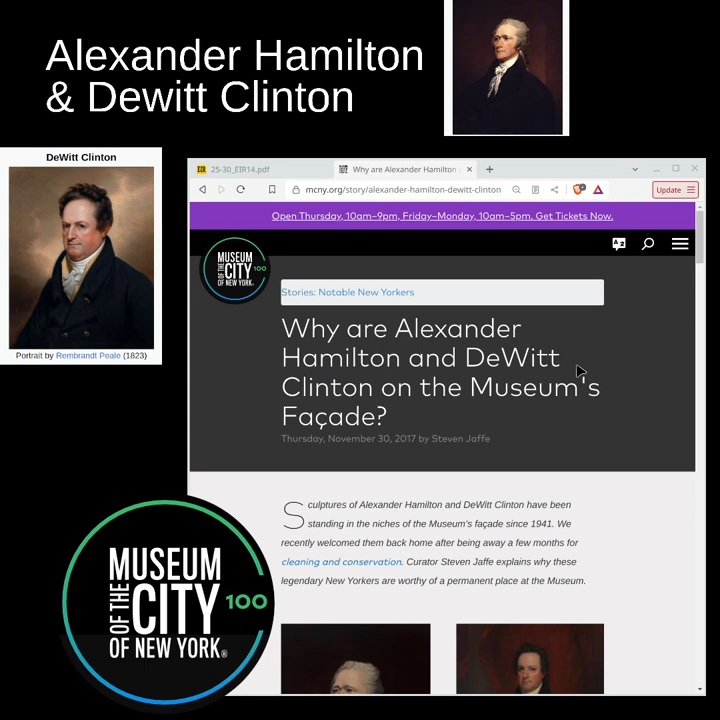 Alexander Hamilton
& Dewitt Clinton
DeWitt Clinton
Portrait by Rembrandt Peale (1823)
EIR 25-30_EIR14.pdf
Why are Alexander Hamilton
mcny.org/story/alexander-hamilton-dewitt-clinton
Update
Open Thursday, 10am–9pm, Friday–Monday, 10am–5pm. Get Tickets Now.
MUSEUM
OF THE CITY 100
OF NEW YORK
Stories: Notable New Yorkers
Why are Alexander
Hamilton and DeWitt
Clinton on the Museum's
Façade?
Thursday, November 30, 2017 by Steven Jaffe
Sculptures of Alexander Hamilton and DeWitt Clinton have been
standing in the niches of the Museum's façade since 1941. We
recently welcomed them back home after being away a few months for
cleaning and conservation. Curator Steven Jaffe explains why these
legendary New Yorkers are worthy of a permanent place at the Museum.
MUSEUM
OF THE CITY 100
OF NEW YORK®